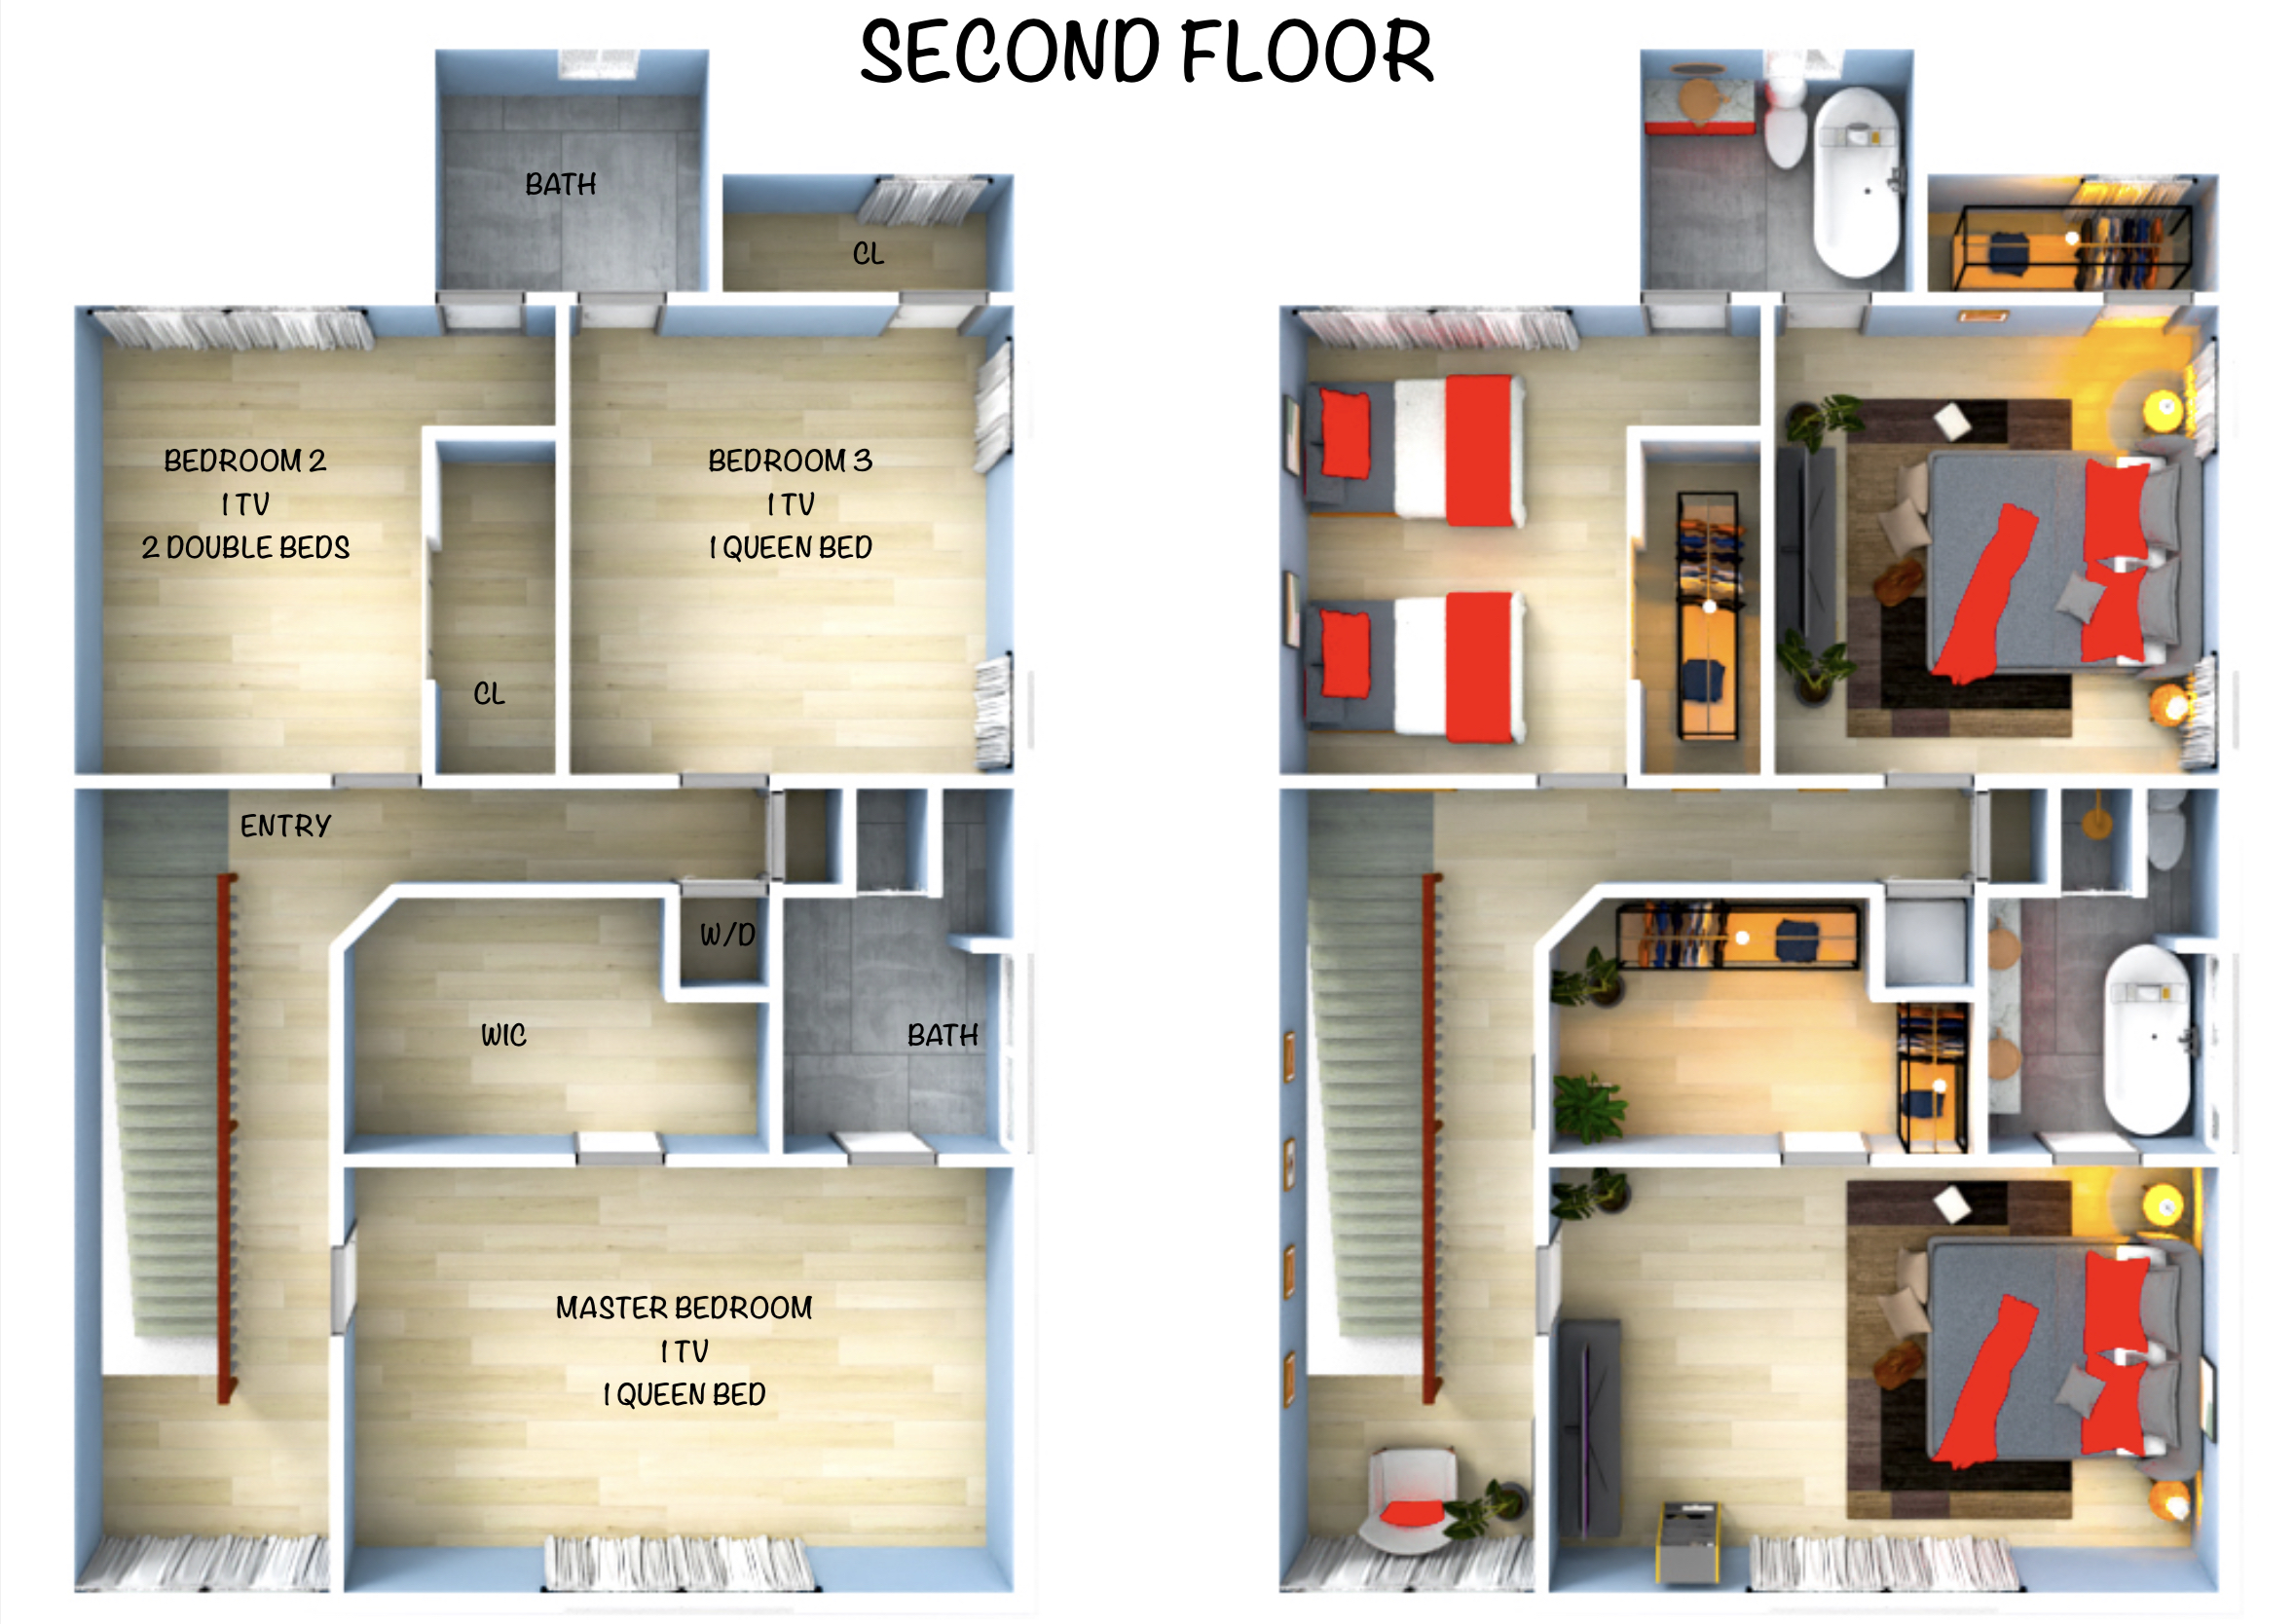 SECOND FLOOR
BATH
CL
BEDROOM 2
1 TV
2 DOUBLE BEDS
BEDROOM 3
1 TV
1 QUEEN BED
CL
ENTRY
W/D
WIC
BATH
MASTER BEDROOM
1 TV
1 QUEEN BED